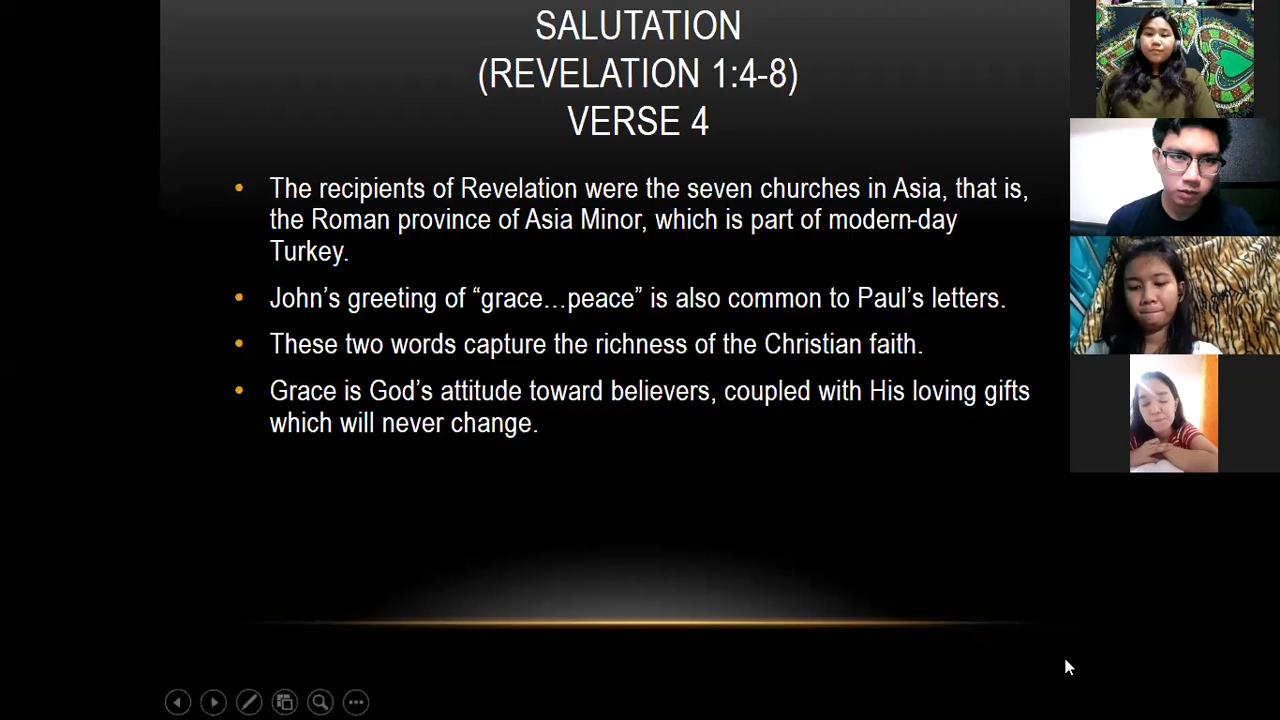 SALUTATION
(REVELATION 1:4-8)
VERSE 4
• The recipients of Revelation were the seven churches in Asia, that is,
the Roman province of Asia Minor, which is part of modern-day
Turkey.
• John’s greeting of “grace…peace” is also common to Paul’s letters.
• These two words capture the richness of the Christian faith.
• Grace is God’s attitude toward believers, coupled with His loving gifts
which will never change.